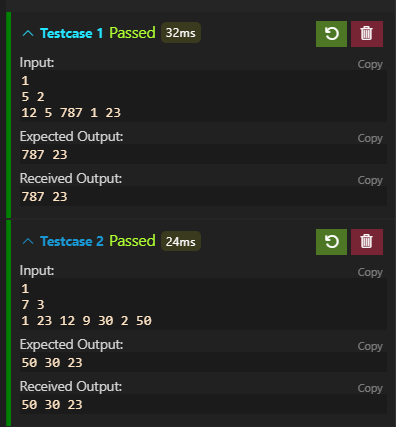 Testcase 1 Passed 32ms
Input:
Copy
1
5 2
12 5 787 1 23
Expected Output:
Copy
787 23
Received Output:
Copy
787 23
Testcase 2 Passed 24ms
Input:
Copy
1
7 3
1 23 12 9 30 2 50
Expected Output:
Copy
50 30 23
Received Output:
Copy
50 30 23